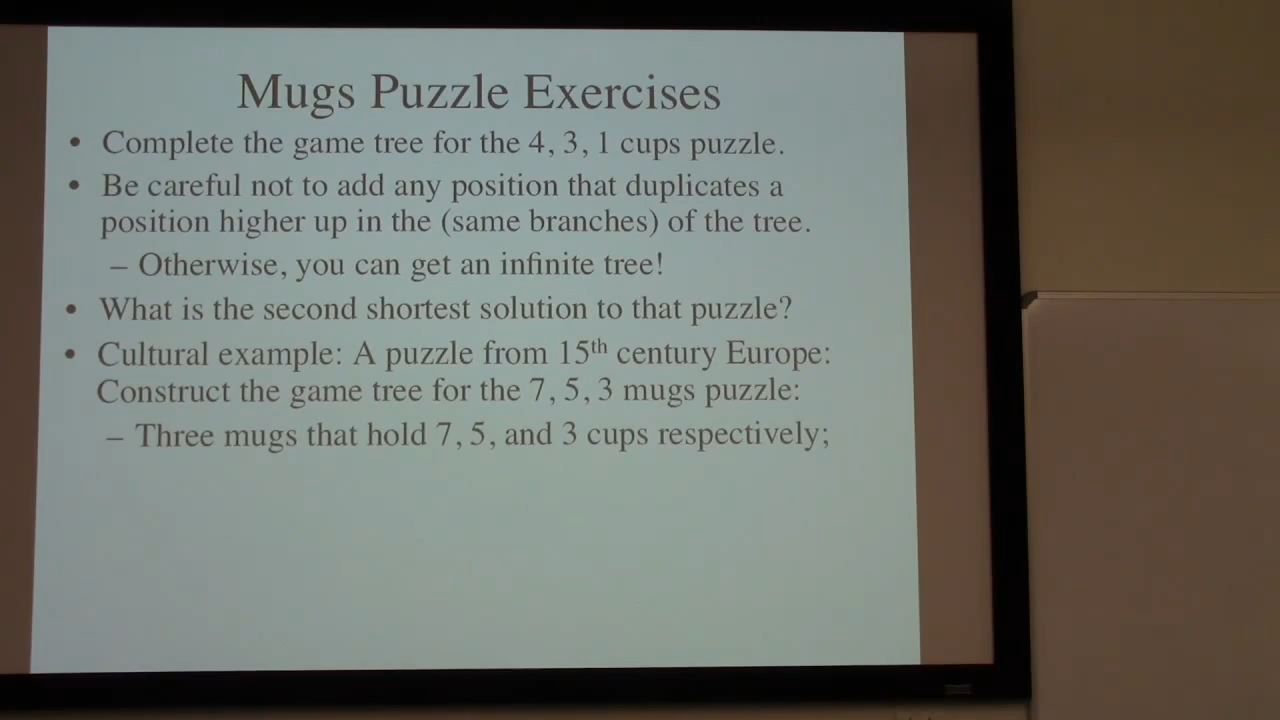 Mugs Puzzle Exercises
• Complete the game tree for the 4, 3, 1 cups puzzle.
• Be careful not to add any position that duplicates a
position higher up in the (same branches) of the tree.
– Otherwise, you can get an infinite tree!
• What is the second shortest solution to that puzzle?
• Cultural example: A puzzle from 15th century Europe:
Construct the game tree for the 7, 5, 3 mugs puzzle:
– Three mugs that hold 7, 5, and 3 cups respectively;